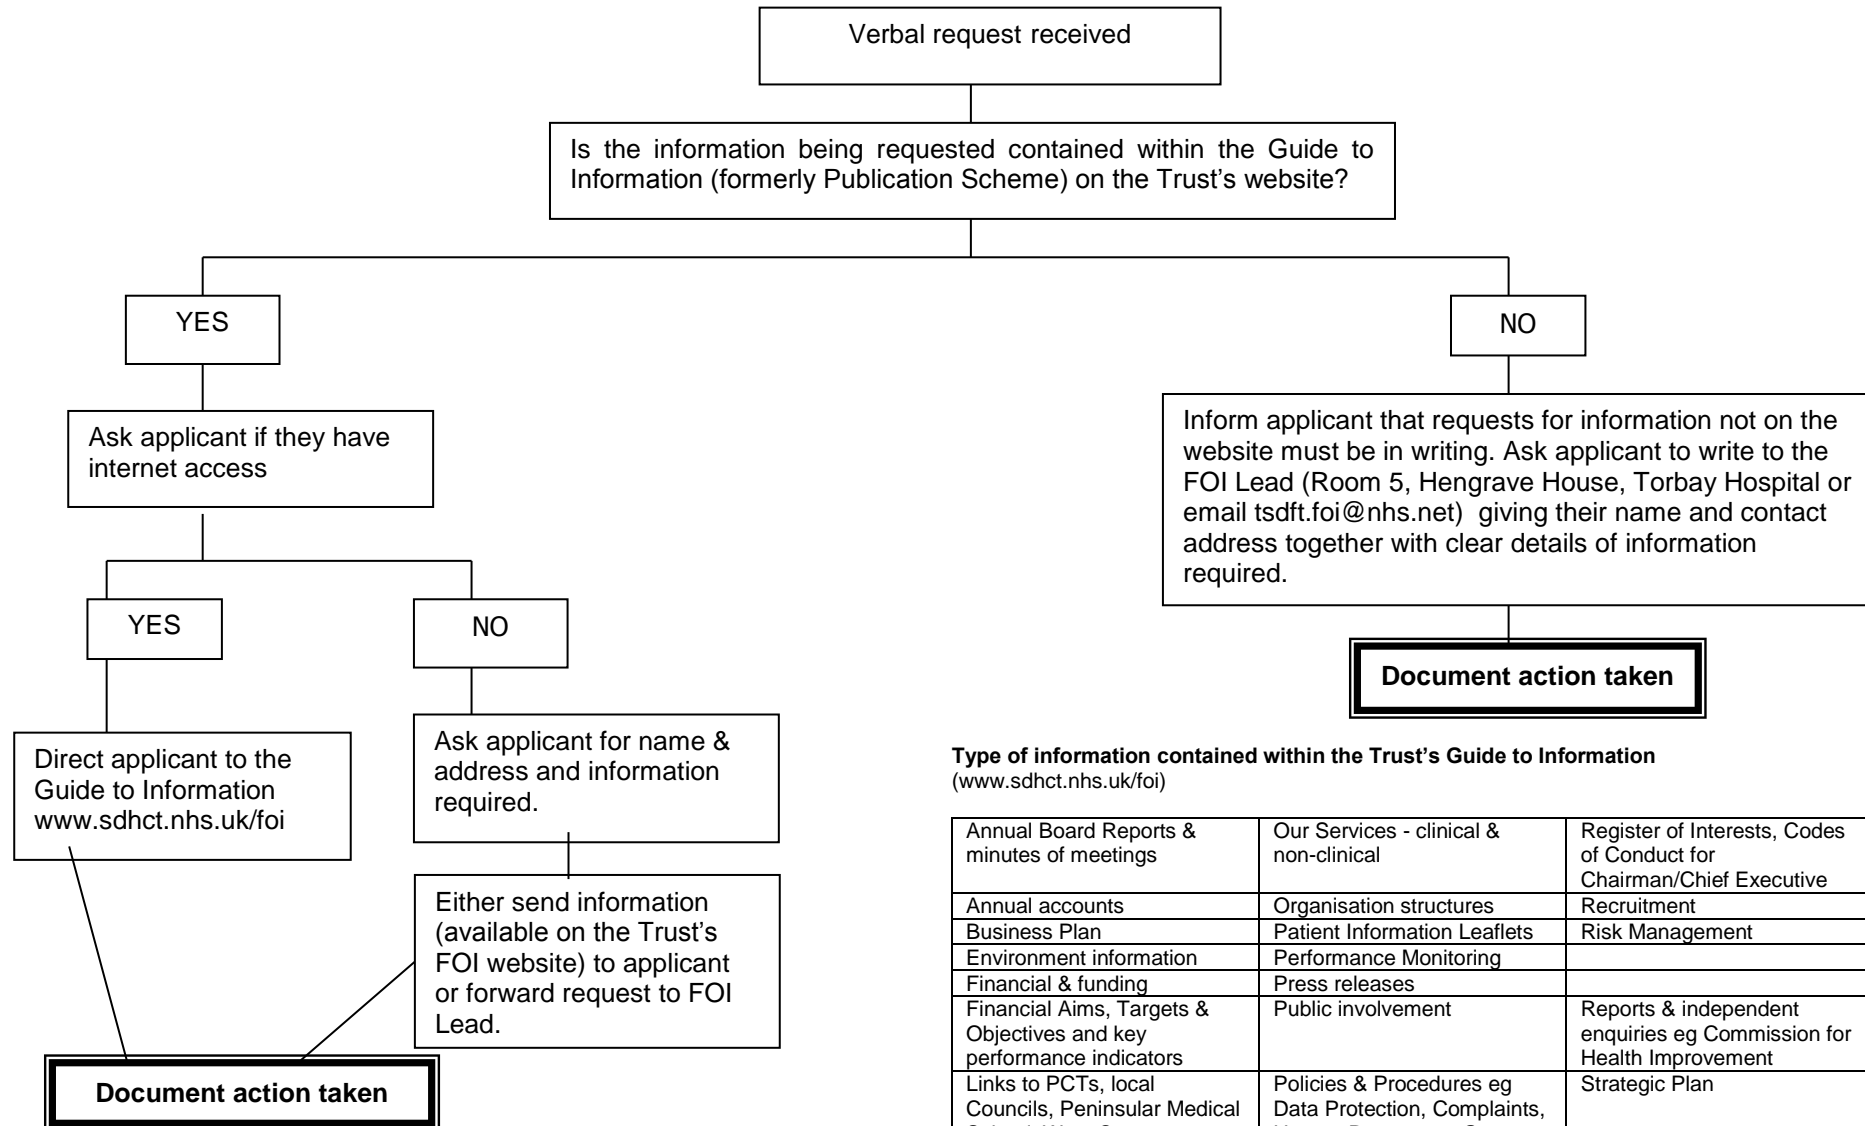 Verbal request received
Is the information being requested contained within the Guide to
Information (formerly Publication Scheme) on the Trust's website?
YES
NO
Ask applicant if they have
internet access
Inform applicant that requests for information not on the
website must be in writing. Ask applicant to write to the
FOI Lead (Room 5, Hengrave House, Torbay Hospital or
email tsdft.foi@nhs.net) giving their name and contact
address together with clear details of information
required.
YES
NO
Document action taken
Direct applicant to the
Guide to Information
www.sdhct.nhs.uk/foi
Ask applicant for name &
address and information
required.
Either send information
(available on the Trust's
FOI website) to applicant
or forward request to FOI
Lead.
Document action taken
Type of information contained within the Trust's Guide to Information
(www.sdhct.nhs.uk/foi)
Annual Board Reports &
minutes of meetings
Our Services - clinical &
non-clinical
Register of Interests, Codes
of Conduct for
Chairman/Chief Executive
Annual accounts
Organisation structures
Recruitment
Business Plan
Patient Information Leaflets
Risk Management
Environment information
Performance Monitoring
Financial & funding
Press releases
Financial Aims, Targets &
Objectives and key
performance indicators
Public involvement
Reports & independent
enquiries eg Commission for
Health Improvement
Links to PCTs, local
Councils, Peninsular Medical
Policies & Procedures eg
Data Protection, Complaints,
Strategic Plan